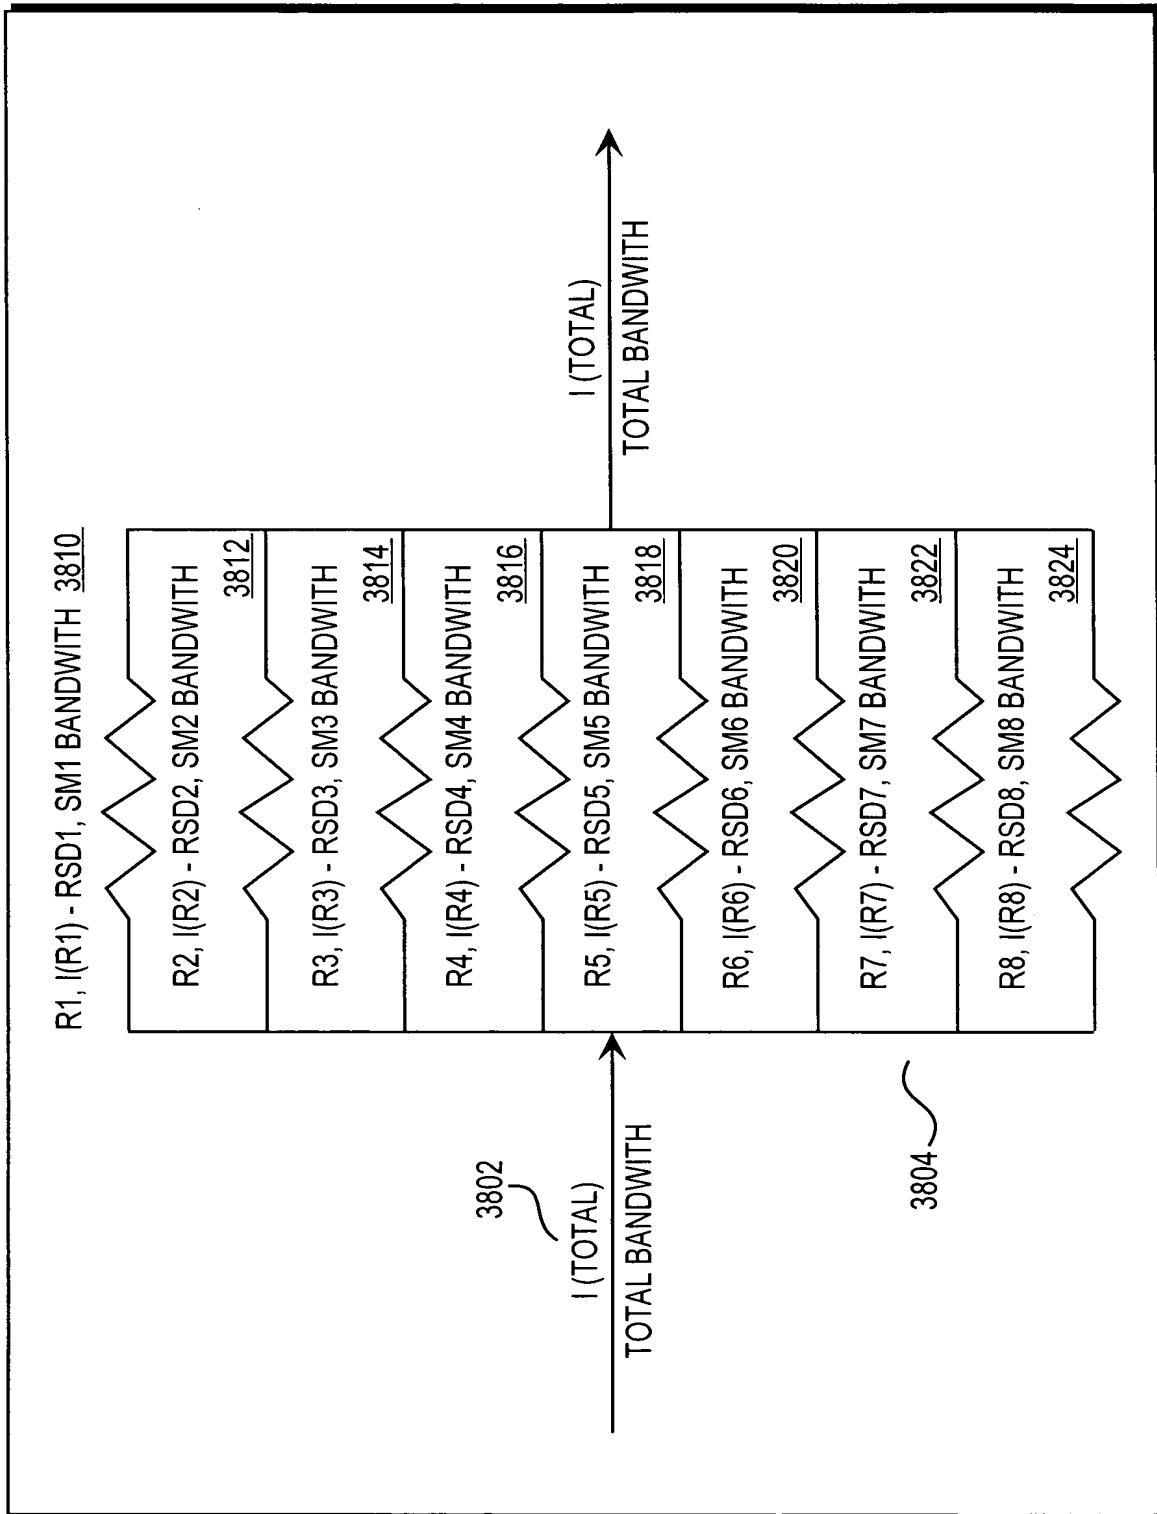 R1, I(R1) - RSD1, SM1 BANDWITH 3810
R2, I(R2) - RSD2, SM2 BANDWITH
3812
R3, I(R3) - RSD3, SM3 BANDWITH
3814
R4, I(R4) - RSD4, SM4 BANDWITH
3816
R5, I(R5) - RSD5, SM5 BANDWITH
3818
R6, I(R6) - RSD6, SM6 BANDWITH
3820
R7, I(R7) - RSD7, SM7 BANDWITH
3822
R8, I(R8) - RSD8, SM8 BANDWITH
3824
3802
I (TOTAL)
TOTAL BANDWITH
I (TOTAL)
TOTAL BANDWITH
3804